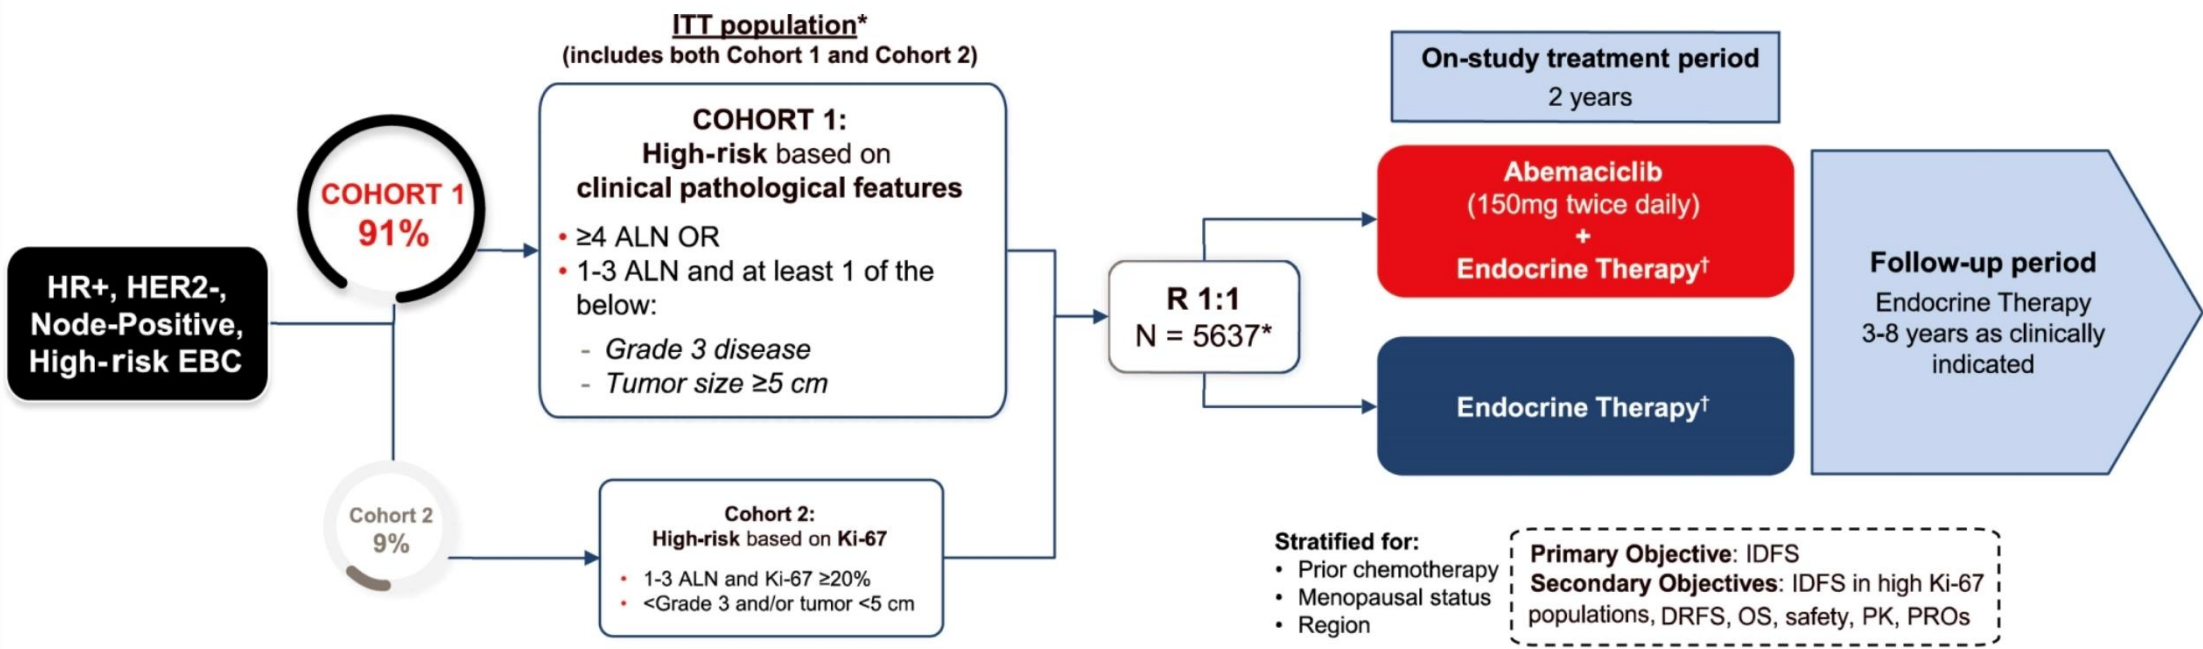 ITT population*
(includes both Cohort 1 and Cohort 2)
HR+, HER2-,
Node-Positive,
High-risk EBC
COHORT 1
91%
COHORT 1:
High-risk based on
clinical pathological features
• ≥4 ALN OR
• 1-3 ALN and at least 1 of the
below:
- Grade 3 disease
- Tumor size ≥5 cm
Cohort 2
9%
Cohort 2:
High-risk based on Ki-67
• 1-3 ALN and Ki-67 ≥20%
• <Grade 3 and/or tumor <5 cm
R 1:1
N = 5637*
On-study treatment period
2 years
Abemaciclib
(150mg twice daily)
+
Endocrine Therapy†
Endocrine Therapy†
Follow-up period
Endocrine Therapy
3-8 years as clinically
indicated
Stratified for:
• Prior chemotherapy
• Menopausal status
• Region
Primary Objective: IDFS
Secondary Objectives: IDFS in high Ki-67
populations, DRFS, OS, safety, PK, PROs